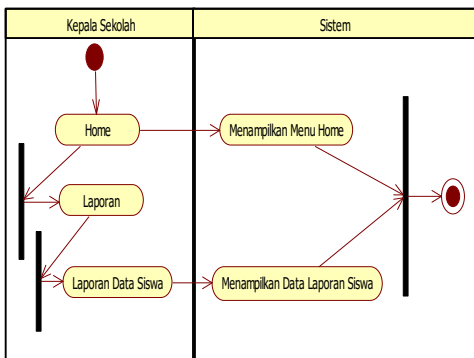 Kepala Sekolah
Sistem
Home
Menampilkan Menu Home
Laporan
Laporan Data Siswa
Menampilkan Data Laporan Siswa